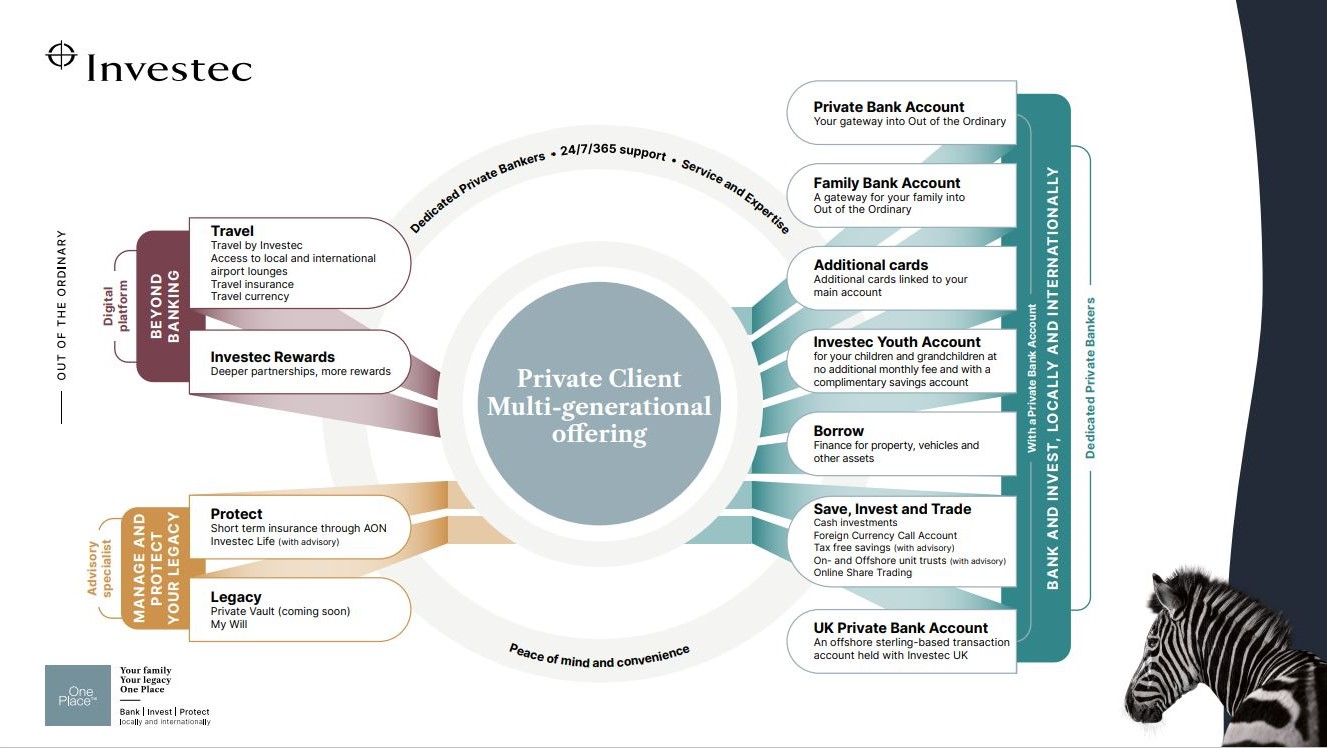 Investec
OUT OF THE ORDINARY
Dedicated Private Bankers • 24/7/365 support • Service and Expertise
Digital
platform
BEYOND
BANKING
Travel
Travel by Investec
Access to local and international
airport lounges
Travel insurance
Travel currency
Investec Rewards
Deeper partnerships, more rewards
Advisory
specialist
MANAGE AND
PROTECT
YOUR LEGACY
Protect
Short term insurance through AON
Investec Life (with advisory)
Legacy
Private Vault (coming soon)
My Will
Private Client
Multi-generational
offering
Peace of mind and convenience
Private Bank Account
Your gateway into Out of the Ordinary
Family Bank Account
A gateway for your family into
Out of the Ordinary
Additional cards
Additional cards linked to your
main account
Investec Youth Account
for your children and grandchildren at
no additional monthly fee and with a
complimentary savings account
Borrow
Finance for property, vehicles and
other assets
Save, Invest and Trade
Cash investments
Foreign Currency Call Account
Tax free savings (with advisory)
On- and Offshore unit trusts (with advisory)
Online Share Trading
UK Private Bank Account
An offshore sterling-based transaction
account held with Investec UK
With a Private Bank Account
BANK AND INVEST, LOCALLY AND INTERNATIONALLY
Dedicated Private Bankers
One
Place™
Your family
Your legacy
One Place
Bank | Invest | Protect
locally and internationally